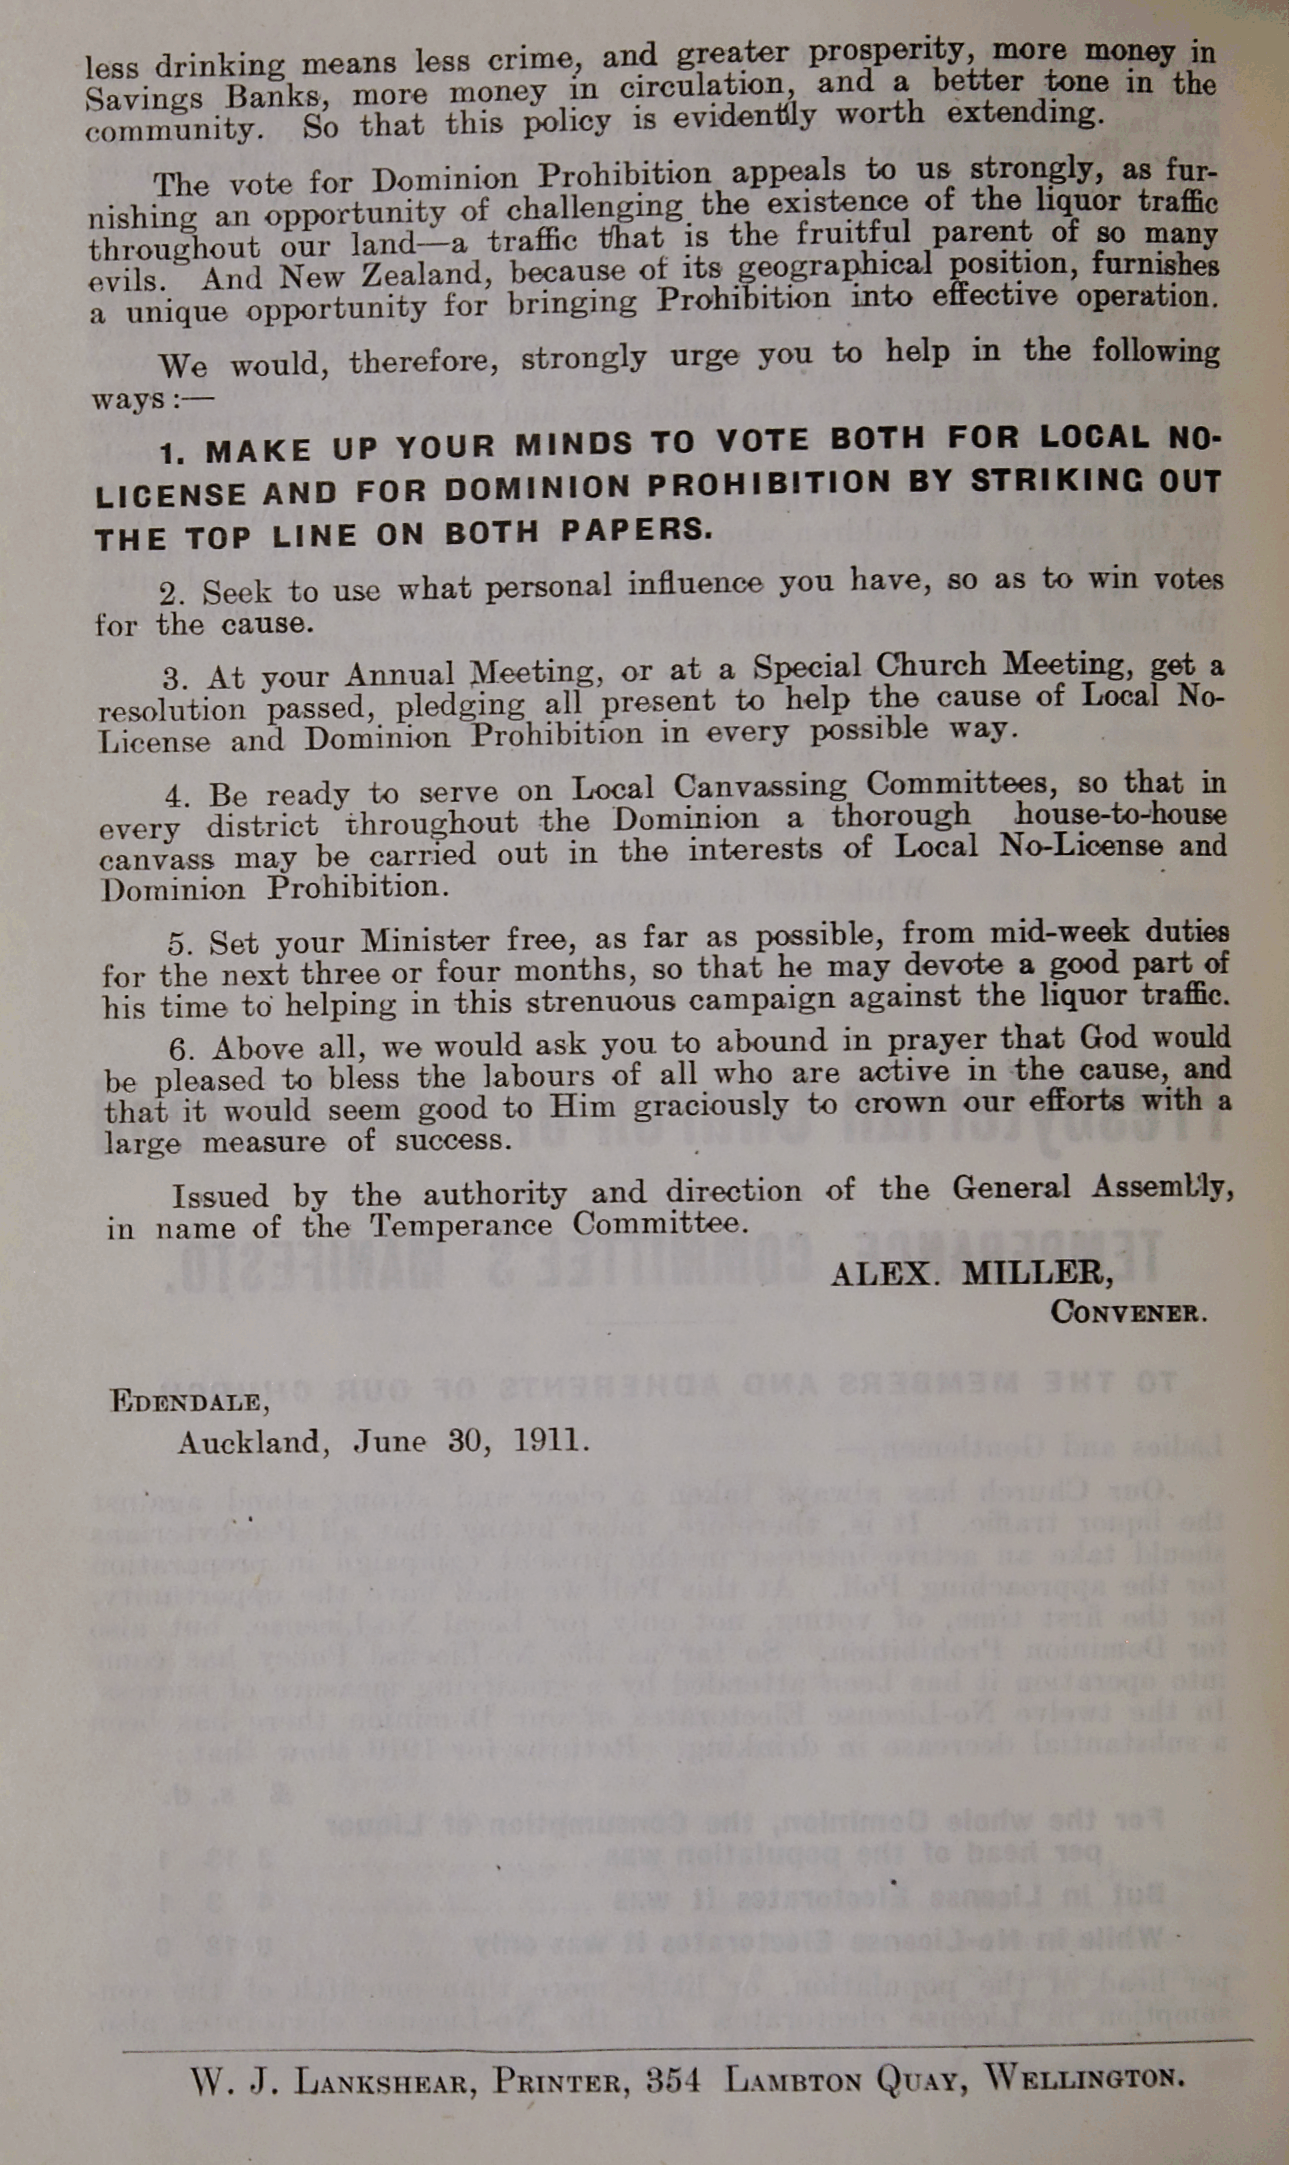 less drinking means less crime, and greater prosperity, more money in
Savings Banks, more money in circulation, and a better tone in the
community. So that this policy is evidently worth extending.
The vote for Dominion Prohibition appeals to us strongly, as fur-
nishing an opportunity of challenging the existence of the liquor traffic
throughout our land—a traffic that is the fruitful parent of so many
evils. And New Zealand, because of its geographical position, furnishes
a unique opportunity for bringing Prohibition into effective operation.
We would, therefore, strongly urge you to help in the following
ways:—
1. MAKE UP YOUR MINDS TO VOTE BOTH FOR LOCAL NO-
LICENSE AND FOR DOMINION PROHIBITION BY STRIKING OUT
THE TOP LINE ON BOTH PAPERS.
2. Seek to use what personal influence you have, so as to win votes
for the cause.
3. At your Annual Meeting, or at a Special Church Meeting, get a
resolution passed, pledging all present to help the cause of Local No-
License and Dominion Prohibition in every possible way.
4. Be ready to serve on Local Canvassing Committees, so that in
every district throughout the Dominion a thorough house-to-house
canvass may be carried out in the interests of Local No-License and
Dominion Prohibition.
5. Set your Minister free, as far as possible, from mid-week duties
for the next three or four months, so that he may devote a good part of
his time to helping in this strenuous campaign against the liquor traffic.
6. Above all, we would ask you to abound in prayer that God would
be pleased to bless the labours of all who are active in the cause, and
that it would seem good to Him graciously to crown our efforts with a
large measure of success.
Issued by the authority and direction of the General Assembly,
in name of the Temperance Committee.
ALEX. MILLER,
CONVENER.
EDENDALE,
Auckland, June 30, 1911.
W. J. LANKSHEAR, PRINTER, 354 LAMBTON QUAY, WELLINGTON.